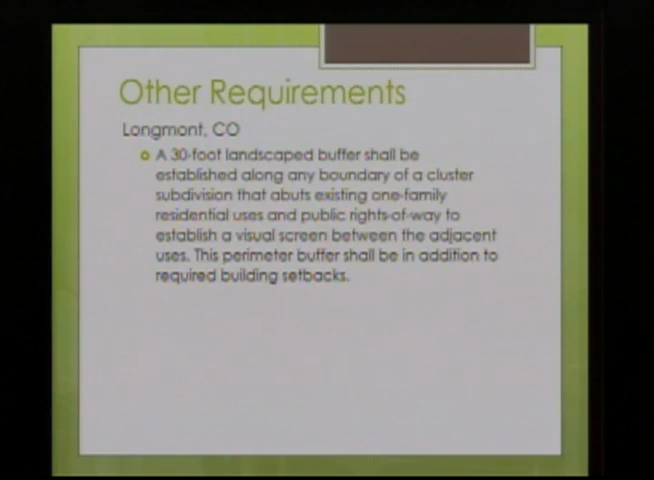 Other Requirements
Longmont, CO
A 30-foot landscaped buffer shall be
established along any boundary of a cluster
subdivision that abuts existing one-family
residential uses and public rights-of-way to
establish a visual screen between the adjacent
uses. This perimeter buffer shall be in addition to
required building setbacks.